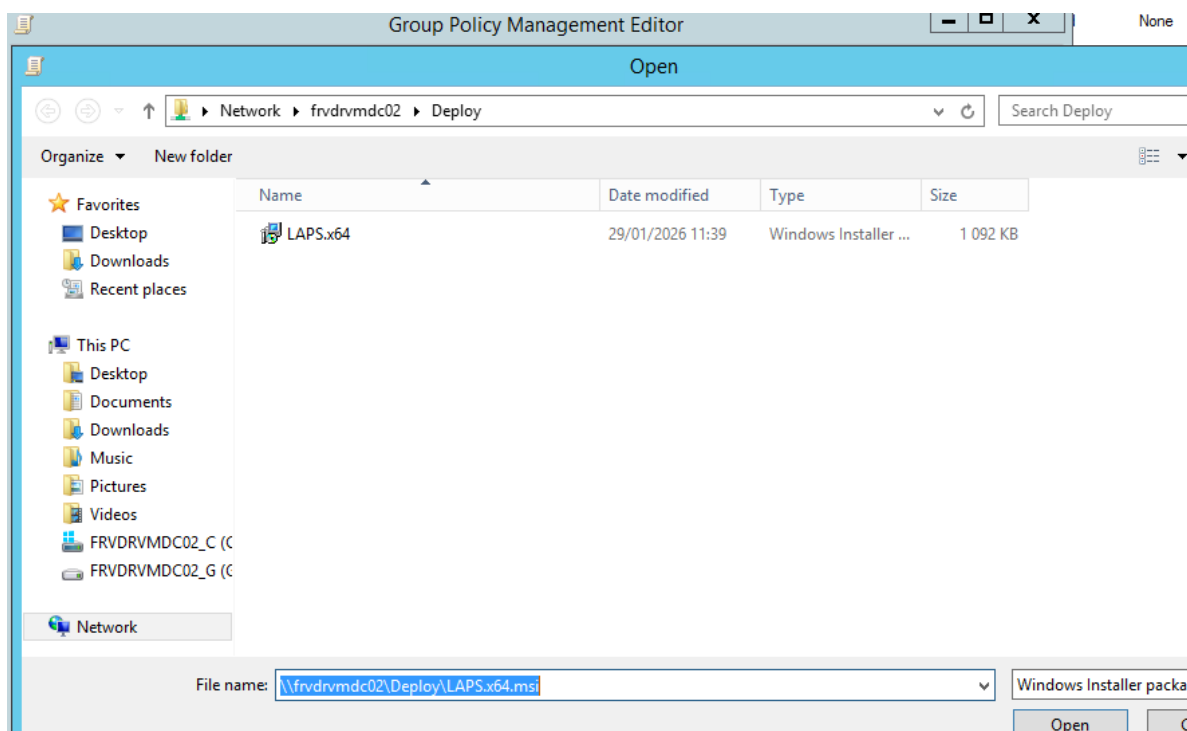 Group Policy Management Editor
None
Open
Network frvdrvmdc02 Deploy
Search Deploy
Organize New folder
Name Date modified Type Size
Favorites
Desktop
LAPS.x64 29/01/2026 11:39 Windows Installer ... 1 092 KB
Downloads
Recent places
This PC
Desktop
Documents
Downloads
Music
Pictures
Videos
FRVDRVMDC02_C (C
FRVDRVMDC02_G (G
Network
File name: \\frvdrvmdc02\Deploy\LAPS.x64.msi
Windows Installer packa
Open